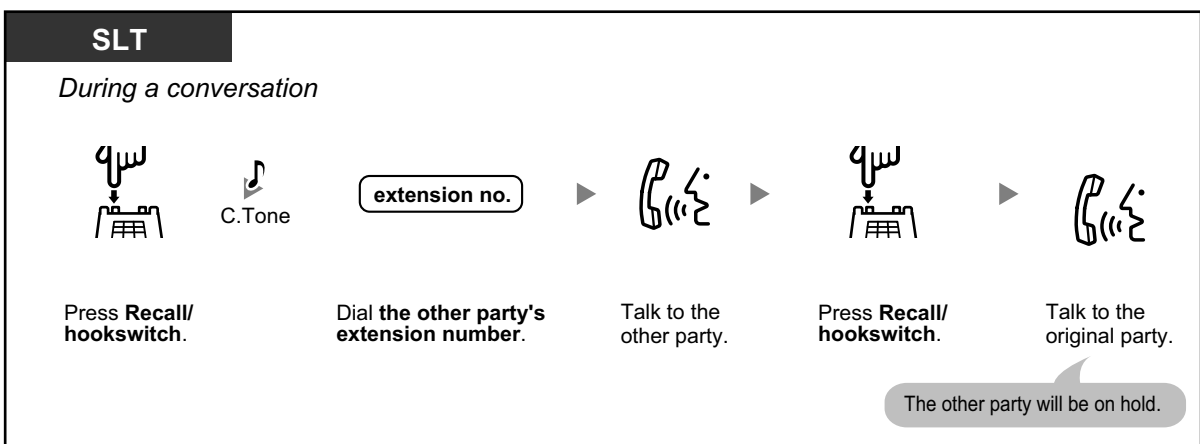 SLT
During a conversation
C.Tone
extension no.
Press Recall/
hookswitch.
Dial the other party's
extension number.
Talk to the
other party.
Press Recall/
hookswitch.
Talk to the
original party.
The other party will be on hold.